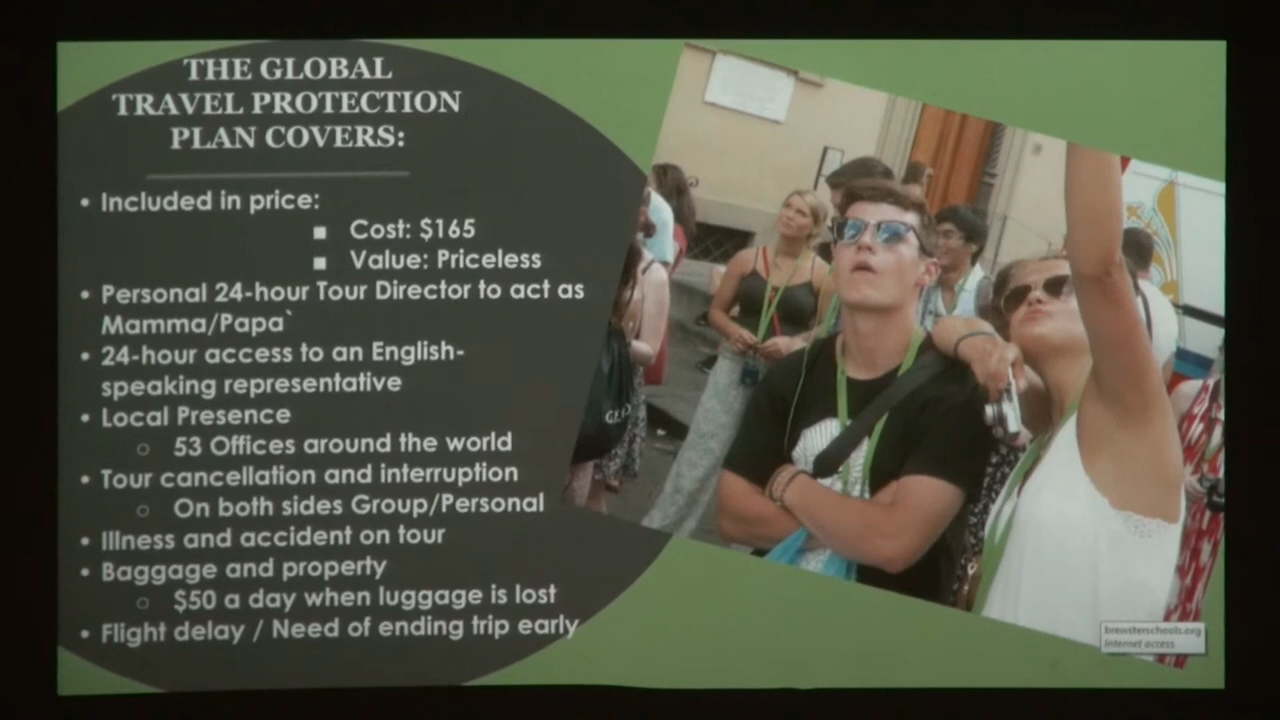 THE GLOBAL
TRAVEL PROTECTION
PLAN COVERS:
• Included in price:
▪ Cost: $165
▪ Value: Priceless
• Personal 24-hour Tour Director to act as
Mamma/Papa`
• 24-hour access to an English-
speaking representative
• Local Presence
○ 53 Offices around the world
• Tour cancellation and interruption
○ On both sides Group/Personal
• Illness and accident on tour
• Baggage and property
○ $50 a day when luggage is lost
• Flight delay / Need of ending trip early
brewsterschools.org
Internet access